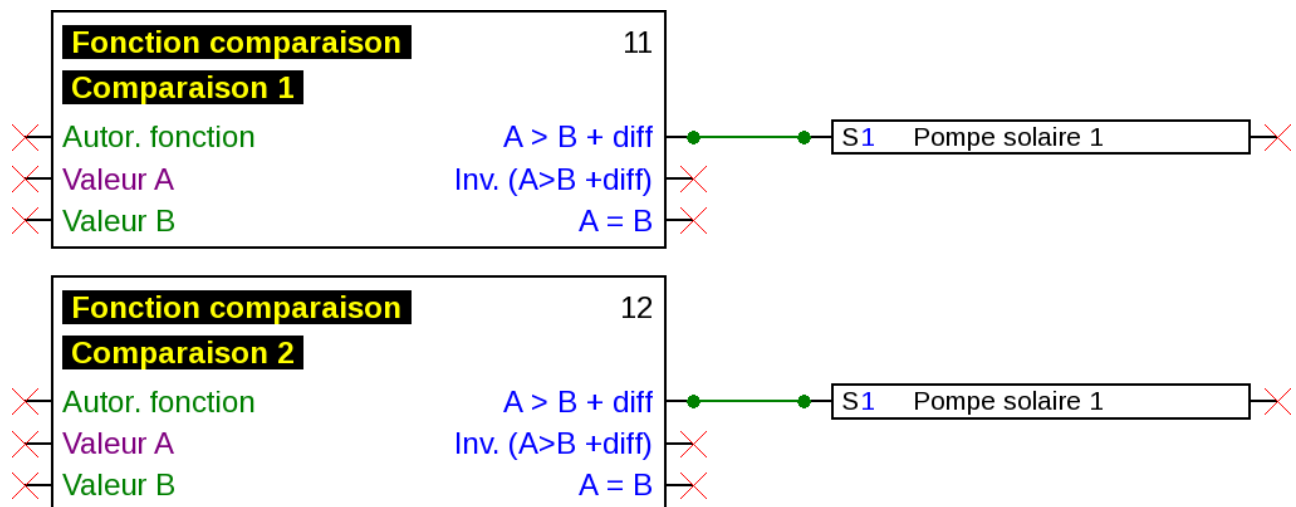 Fonction comparaison 11
Comparaison 1
Autor. fonction A > B + diff S1 Pompe solaire 1
Valeur A Inv. (A>B +diff)
Valeur B A = B
Fonction comparaison 12
Comparaison 2
Autor. fonction A > B + diff S1 Pompe solaire 1
Valeur A Inv. (A>B +diff)
Valeur B A = B